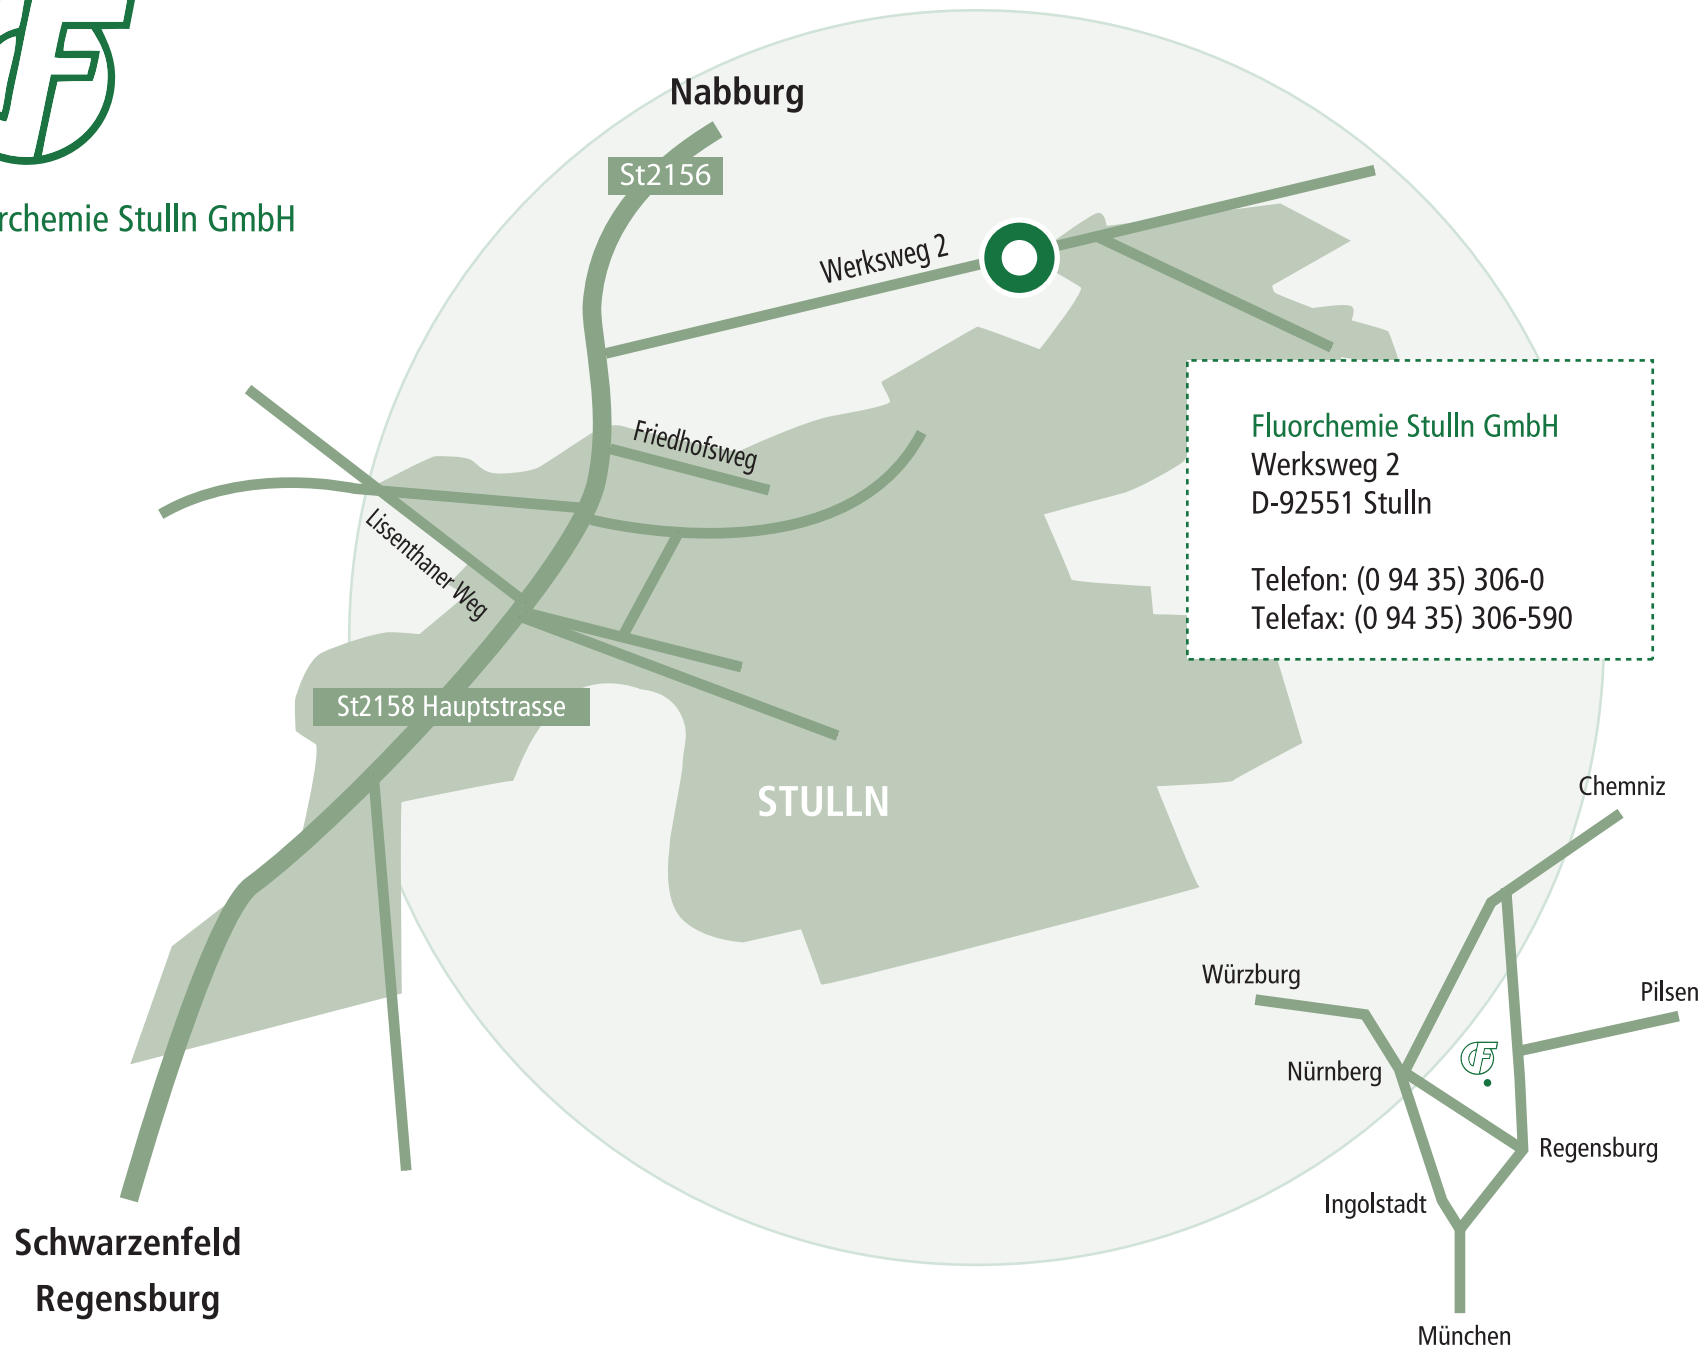 rchemie Stulln GmbH
Nabburg
St2156
Werksweg 2
Friedhofsweg
Lissenthaner Weg
St2158 Hauptstrasse
STULLN
Schwarzenfeld
Regensburg
Fluorchemie Stulln GmbH
Werksweg 2
D-92551 Stulln
Telefon: (0 94 35) 306-0
Telefax: (0 94 35) 306-590
Chemniz
Würzburg
Pilsen
Nürnberg
Regensburg
Ingolstadt
München